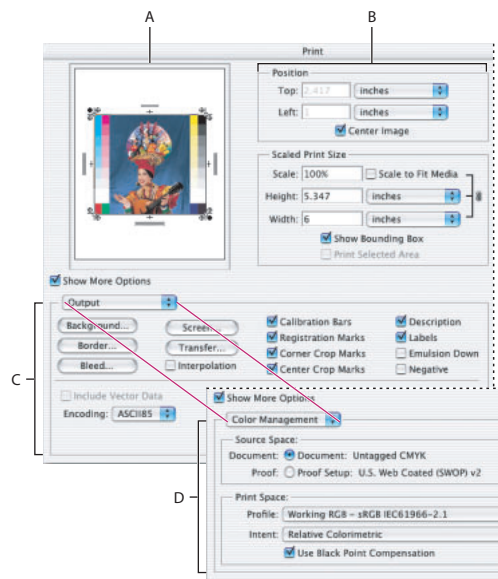 A
B
Print
Position
Top: 2.417 inches
Left: 1 inches
Center Image
Scaled Print Size
Scale: 100% Scale to Fit Media
Height: 5.347 inches
Width: 6 inches
Show Bounding Box
Print Selected Area
Show More Options
C
Output
Background... Screen... Calibration Bars Description
Border... Transfer... Registration Marks Labels
Bleed... Interpolation Corner Crop Marks Emulsion Down
Center Crop Marks Negative
Include Vector Data
Encoding: ASCII85
Show More Options
D
Color Management
Source Space:
Document: Document: Untagged CMYK
Proof: Proof Setup: U.S. Web Coated (SWOP) v2
Print Space:
Profile: Working RGB - sRGB IEC61966-2.1
Intent: Relative Colorimetric
Use Black Point Compensation